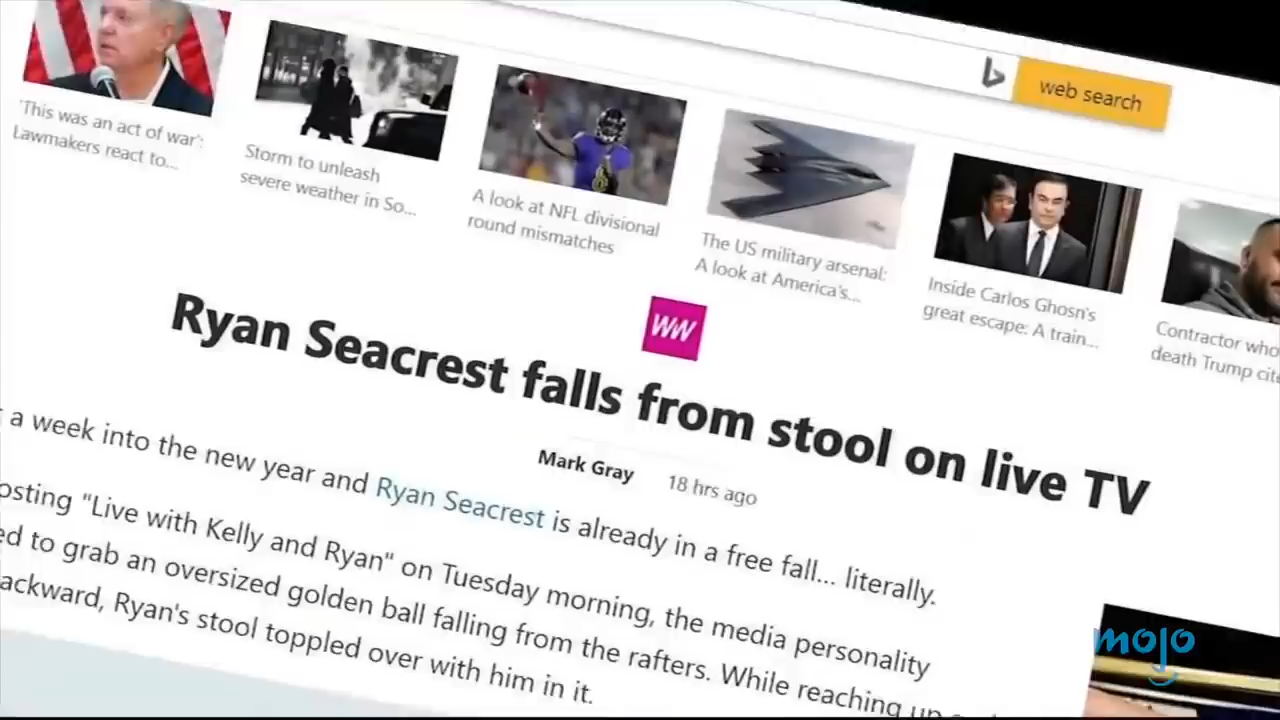 web search
'This was an act of war':
Lawmakers react to...
Storm to unleash
severe weather in So...
A look at NFL divisional
round mismatches
The US military arsenal:
A look at America's...
Inside Carlos Ghosn's
great escape: A train...
Contractor who
death Trump
WW
Ryan Seacrest falls from stool on live TV
Mark Gray 18 hrs ago
a week into the new year and Ryan Seacrest is already in a free fall... literally.
"Live with Kelly and Ryan" on Tuesday morning, the media personality
to grab an oversized golden ball falling from the rafters. While reaching up
Ryan's stool toppled over with him in it.
mojo